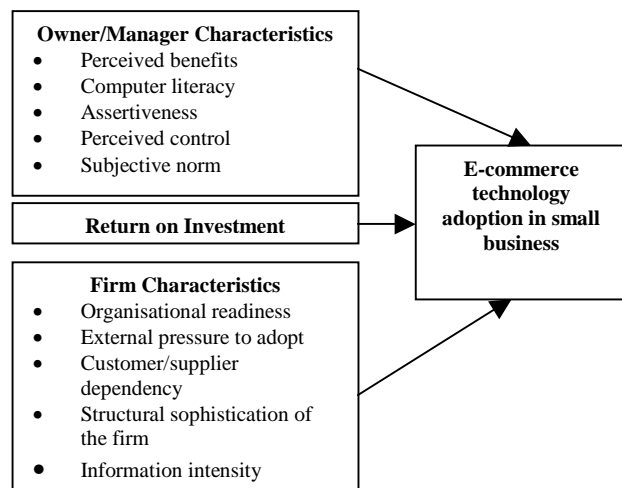 Owner/Manager Characteristics
• Perceived benefits
• Computer literacy
• Assertiveness
• Perceived control
• Subjective norm
Return on Investment
Firm Characteristics
• Organisational readiness
• External pressure to adopt
• Customer/supplier
dependency
• Structural sophistication of
the firm
• Information intensity
E-commerce
technology
adoption in small
business